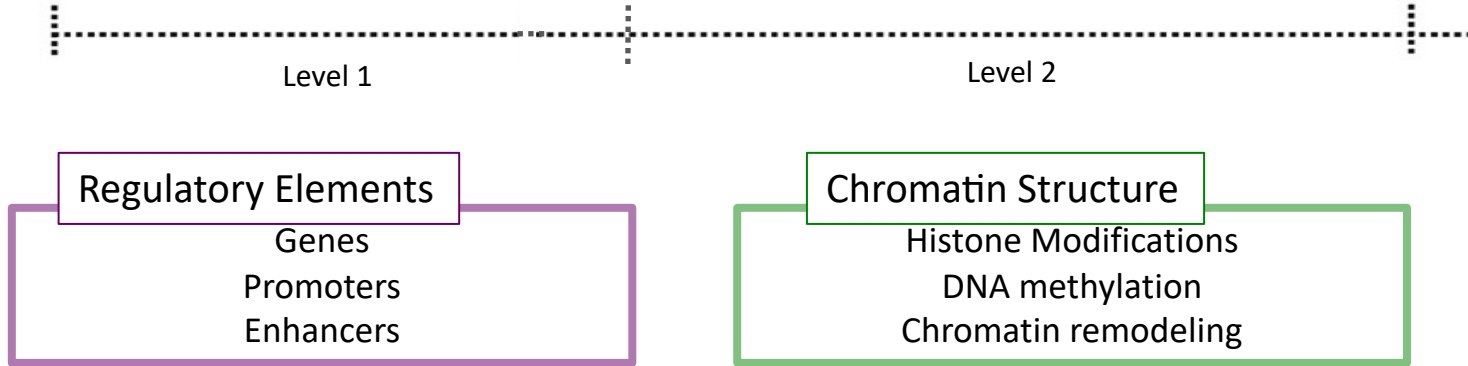 Level 1
Level 2
Regulatory Elements
Genes
Promoters
Enhancers
Chromatin Structure
Histone Modifications
DNA methylation
Chromatin remodeling